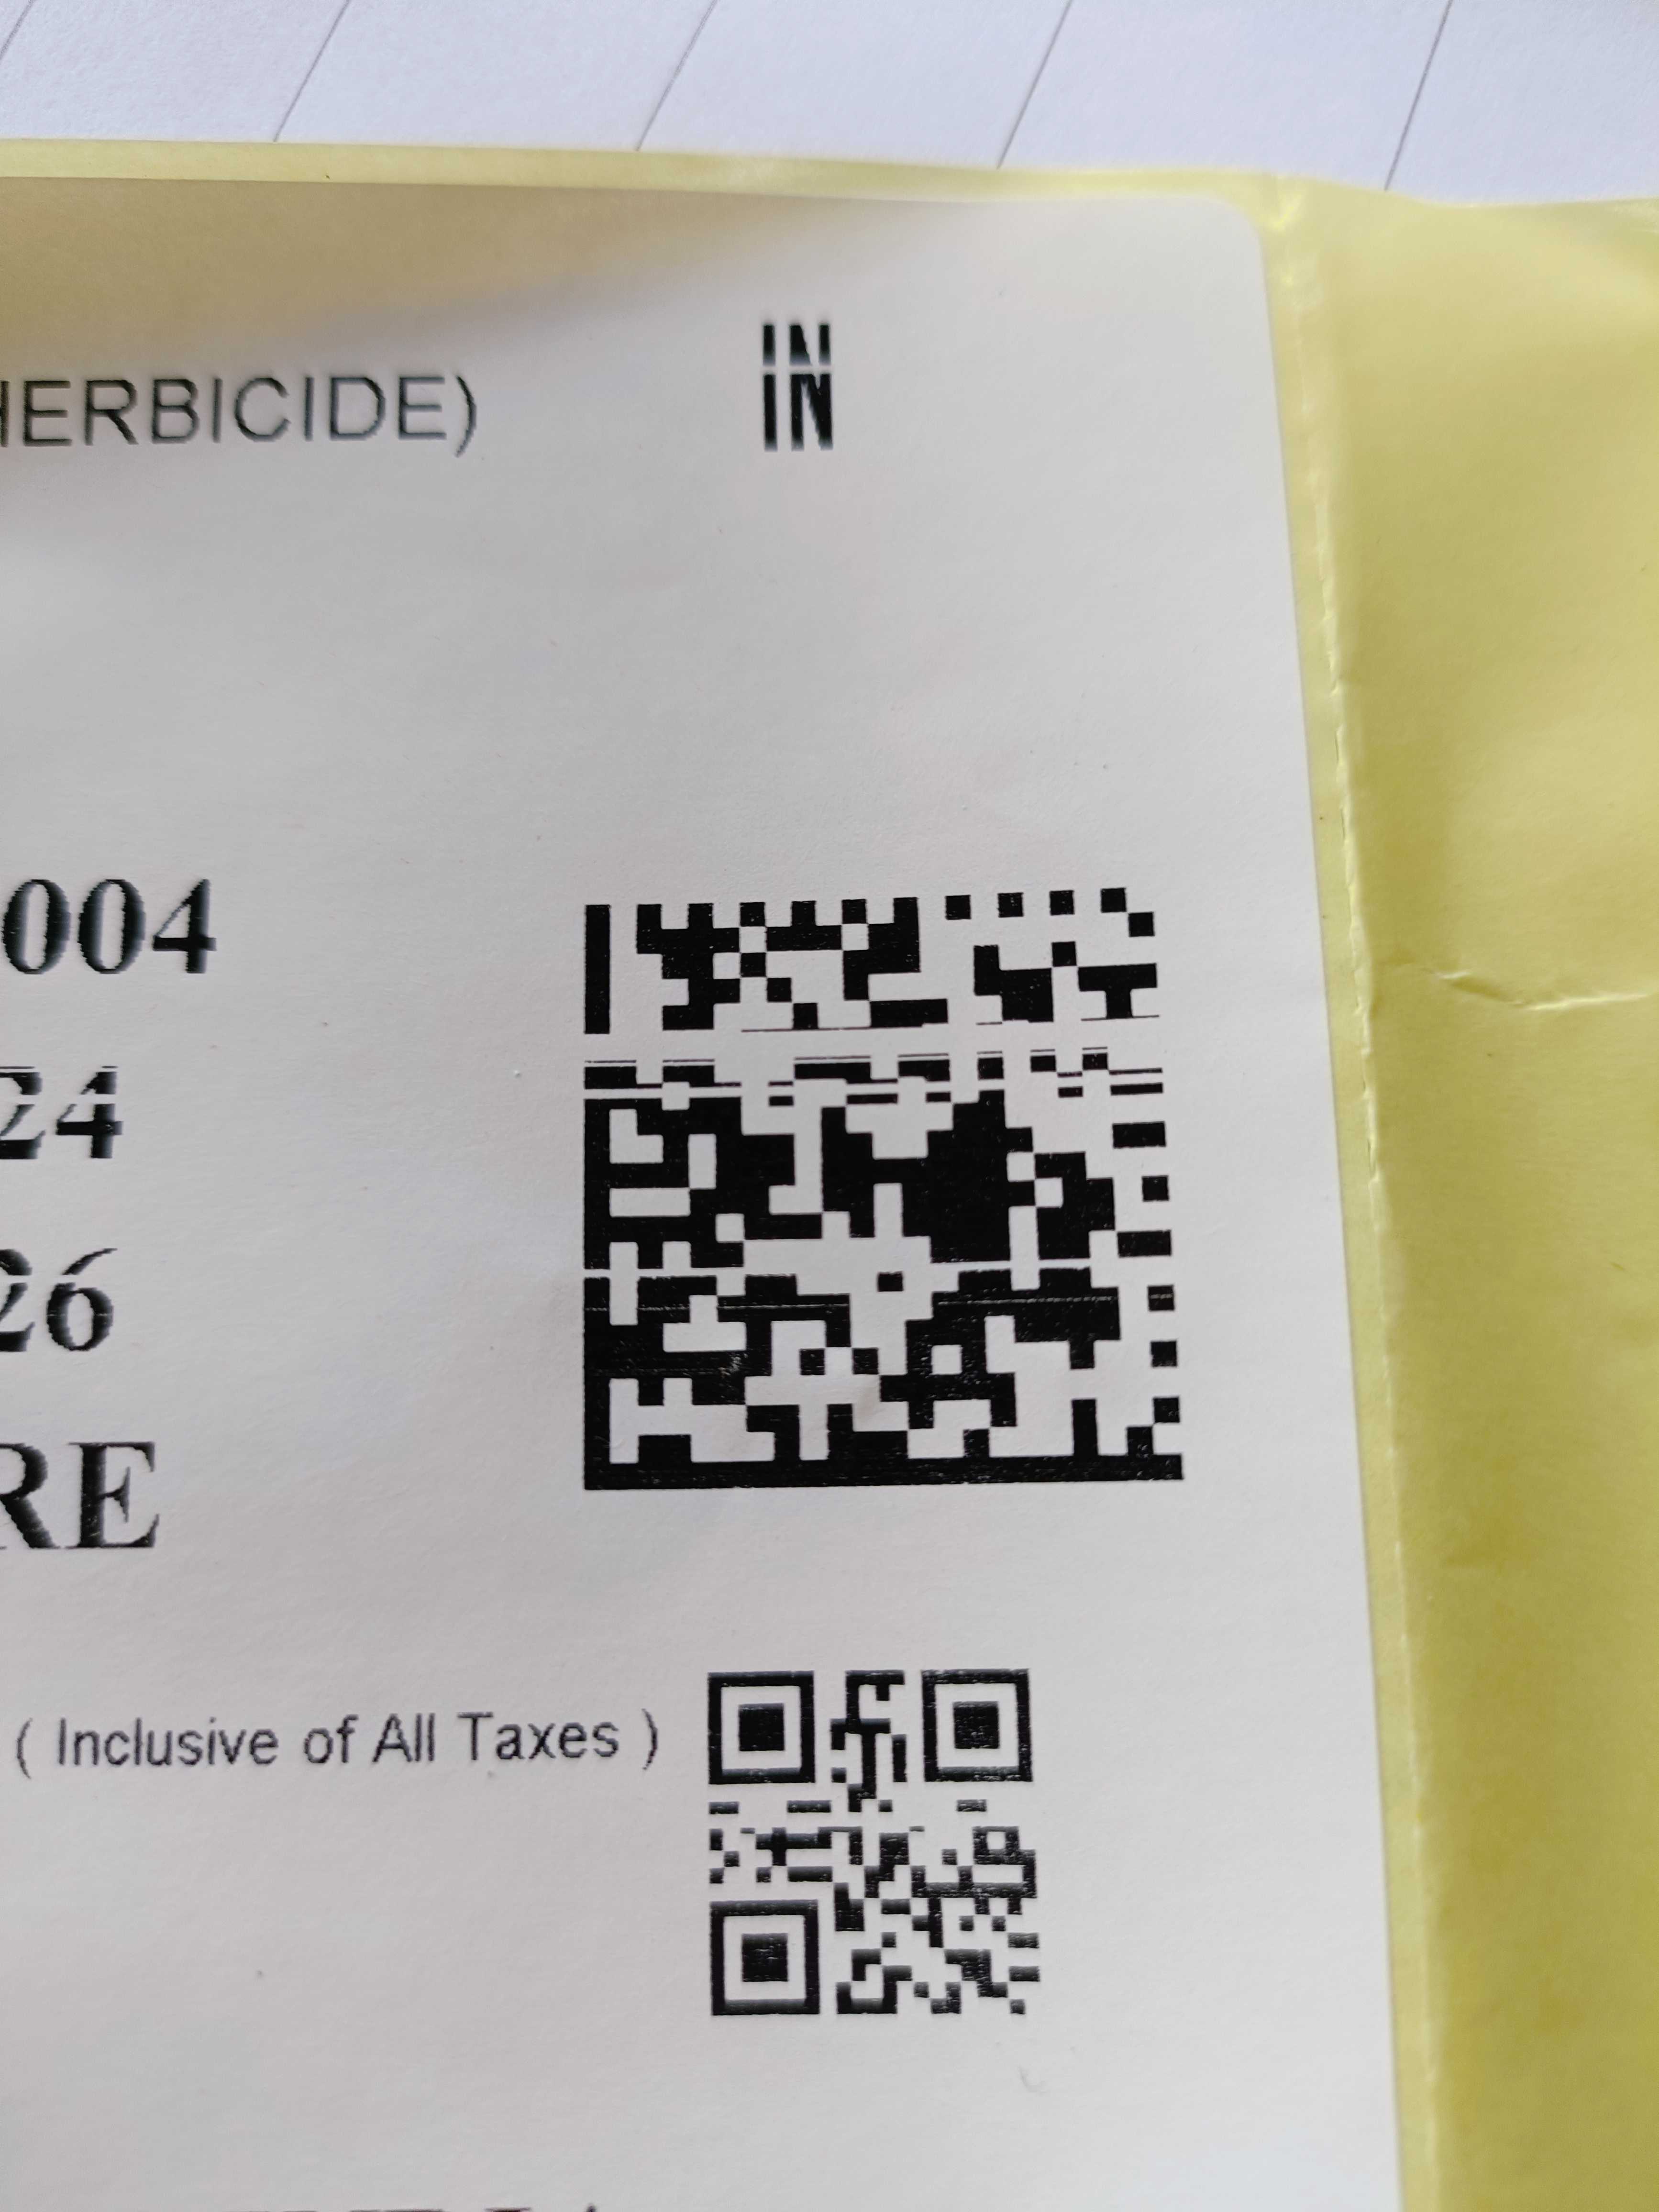 IN
HERBICIDE)
004
24
26
RE
( Inclusive of All Taxes )